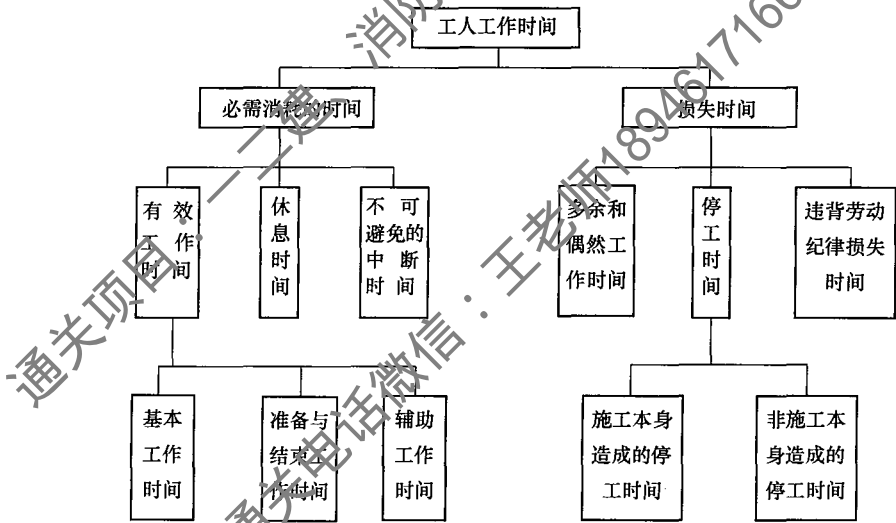 工人工作时间
必需消耗的时间
损失时间
有效
工作
时间
休
息
时
间
不可
避免的
中断
时间
多余和
偶然工
作时间
停
工
时
间
违背劳动
纪律损失
时间
基本
工作
时间
准备与
结束工
作时间
辅助
工作
时间
施工本身
造成的停
工时间
非施工本
身造成的
停工时间
通关项目：一二建、消防
通关电话微信：王老师1894617166